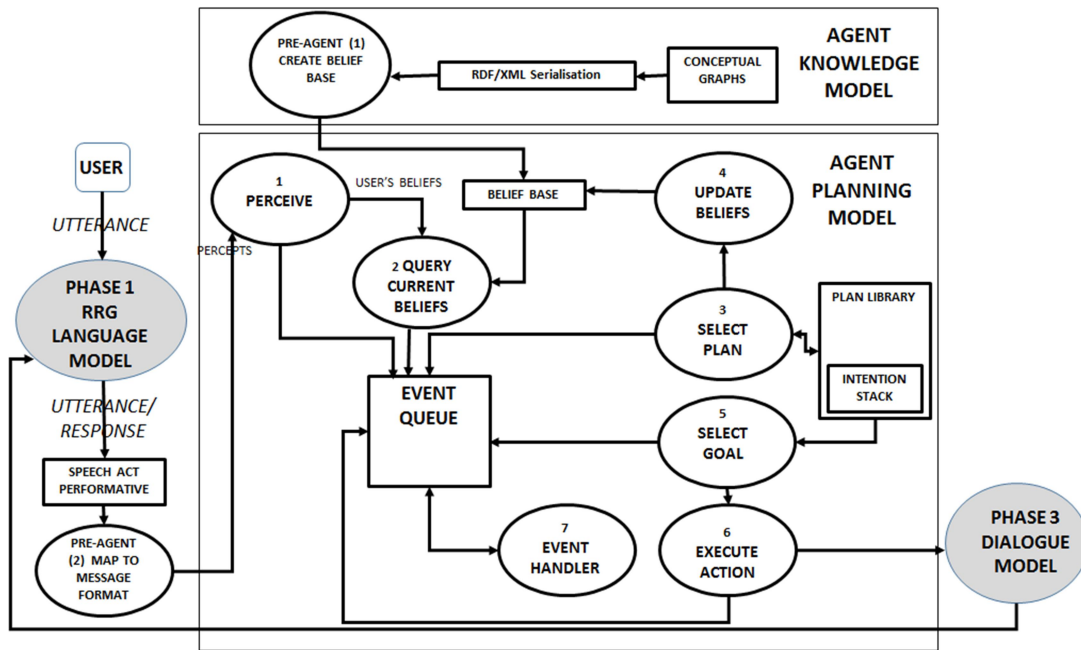 PRE-AGENT (1)
CREATE BELIEF
BASE
RDF/XML Serialisation
CONCEPTUAL
GRAPHS
AGENT
KNOWLEDGE
MODEL
USER
UTTERANCE
PHASE 1
RRG
LANGUAGE
MODEL
UTTERANCE/
RESPONSE
SPEECH ACT
PERFORMATIVE
PRE-AGENT
(2) MAP TO
MESSAGE
FORMAT
PERCEPTS
1
PERCEIVE
USER'S BELIEFS
BELIEF BASE
4
UPDATE
BELIEFS
AGENT
PLANNING
MODEL
2 QUERY
CURRENT
BELIEFS
3
SELECT
PLAN
PLAN LIBRARY
INTENTION
STACK
EVENT
QUEUE
5
SELECT
GOAL
7
EVENT
HANDLER
6
EXECUTE
ACTION
PHASE 3
DIALOGUE
MODEL